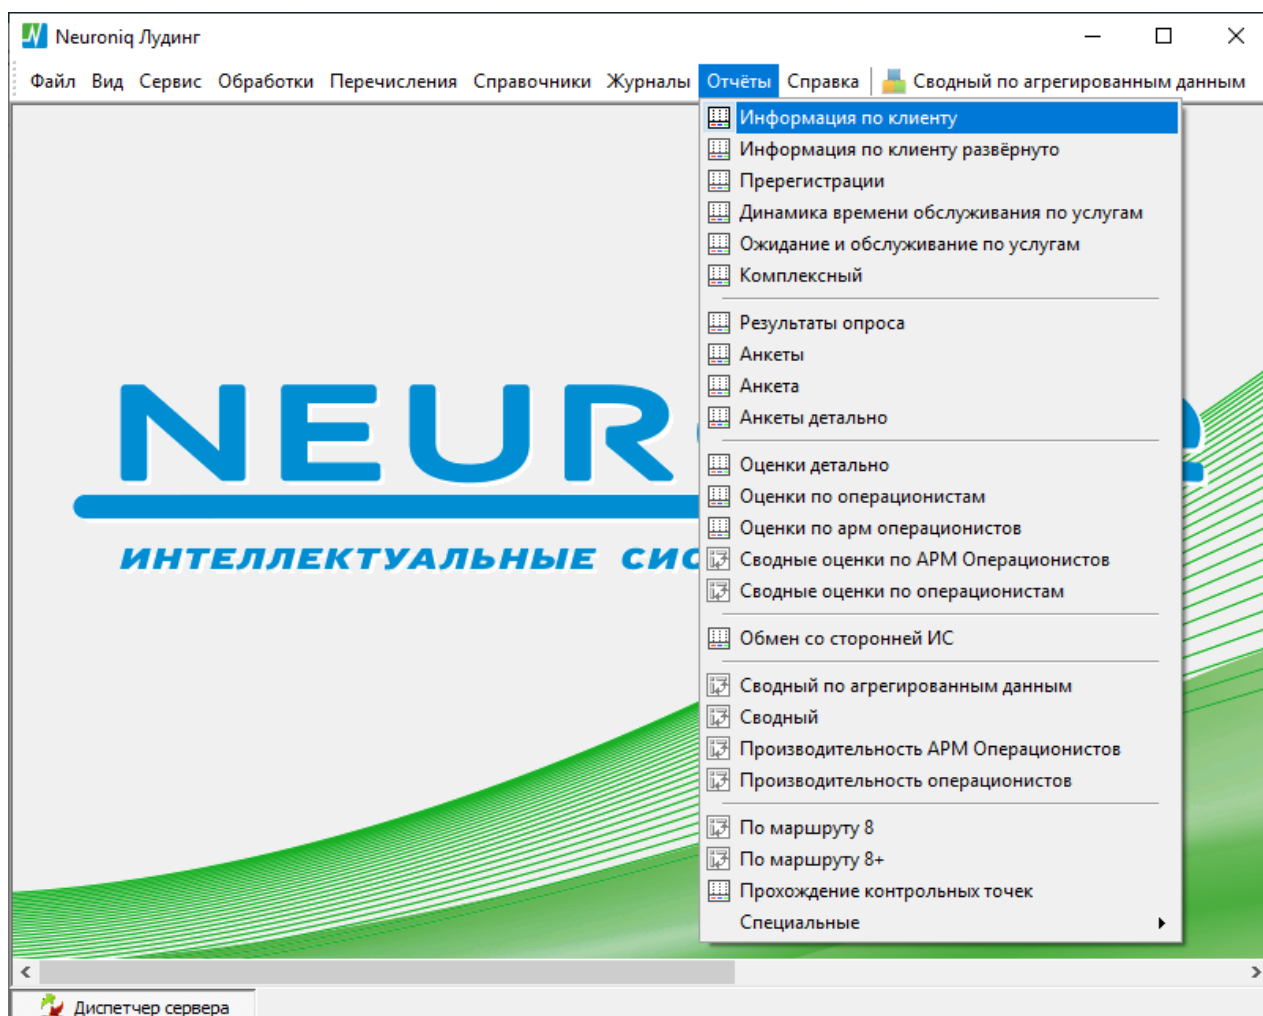 Neuroniq Лудинг
Файл Вид Сервис Обработки Перечисления Справочники Журналы Отчёты Справка Сводный по агрегированным данным
Информация по клиенту
Информация по клиенту развёрнуто
Пререгистрации
Динамика времени обслуживания по услугам
Ожидание и обслуживание по услугам
Комплексный
Результаты опроса
Анкеты
Анкета
Анкеты детально
Оценки детально
Оценки по операционистам
Оценки по арм операционистов
Сводные оценки по АРМ Операционистов
Сводные оценки по операционистам
Обмен со сторонней ИС
Сводный по агрегированным данным
Сводный
Производительность АРМ Операционистов
Производительность операционистов
По маршруту 8
По маршруту 8+
Прохождение контрольных точек
Специальные
NEUR
ИНТЕЛЛЕКТУАЛЬНЫЕ СИС
Диспетчер сервера